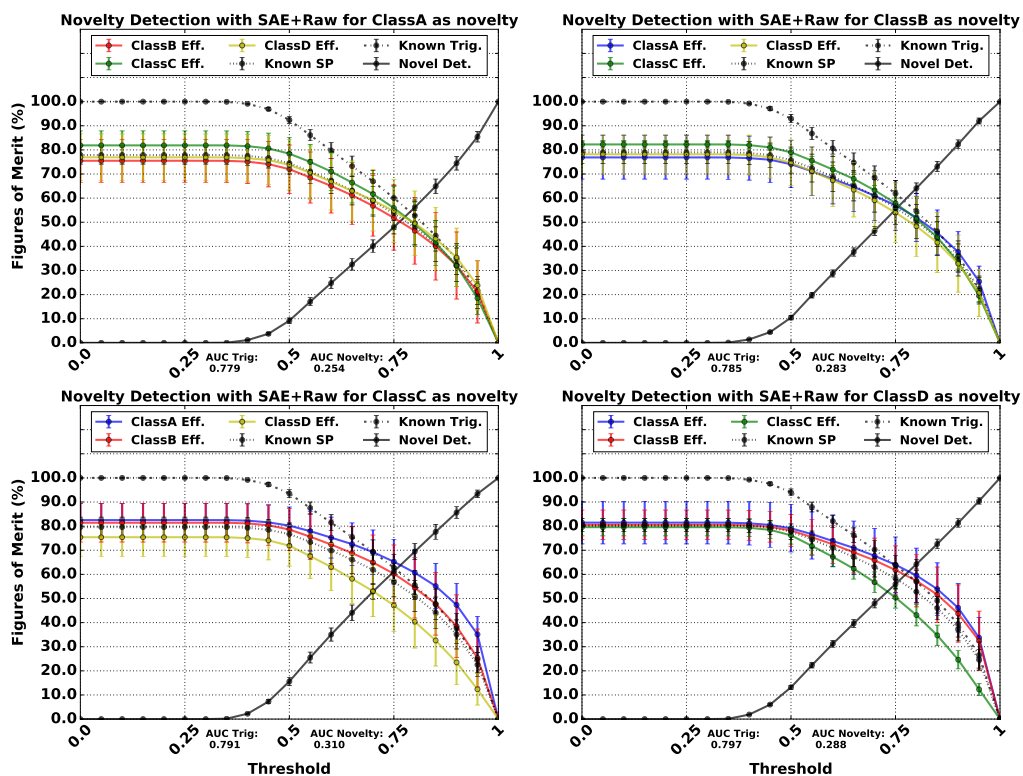 Novelty Detection with SAE+Raw for ClassA as novelty
ClassB Eff.
ClassC Eff.
ClassD Eff.
Known SP
Known Trig.
Novel Det.
Figures of Merit (%)
100.0
90.0
80.0
70.0
60.0
50.0
40.0
30.0
20.0
10.0
0.0
0.0
0.25
0.5
0.75
1
AUC Trig:
0.779
AUC Novelty:
0.254
Novelty Detection with SAE+Raw for ClassB as novelty
ClassA Eff.
ClassC Eff.
ClassD Eff.
Known SP
Known Trig.
Novel Det.
100.0
90.0
80.0
70.0
60.0
50.0
40.0
30.0
20.0
10.0
0.0
0.0
0.25
0.5
0.75
1
AUC Trig:
0.785
AUC Novelty:
0.283
Novelty Detection with SAE+Raw for ClassC as novelty
ClassA Eff.
ClassB Eff.
ClassD Eff.
Known SP
Known Trig.
Novel Det.
Figures of Merit (%)
100.0
90.0
80.0
70.0
60.0
50.0
40.0
30.0
20.0
10.0
0.0
0.0
0.25
0.5
0.75
1
AUC Trig:
0.791
AUC Novelty:
0.310
Threshold
Novelty Detection with SAE+Raw for ClassD as novelty
ClassA Eff.
ClassB Eff.
ClassC Eff.
Known SP
Known Trig.
Novel Det.
100.0
90.0
80.0
70.0
60.0
50.0
40.0
30.0
20.0
10.0
0.0
0.0
0.25
0.5
0.75
1
AUC Trig:
0.797
AUC Novelty:
0.288
Threshold